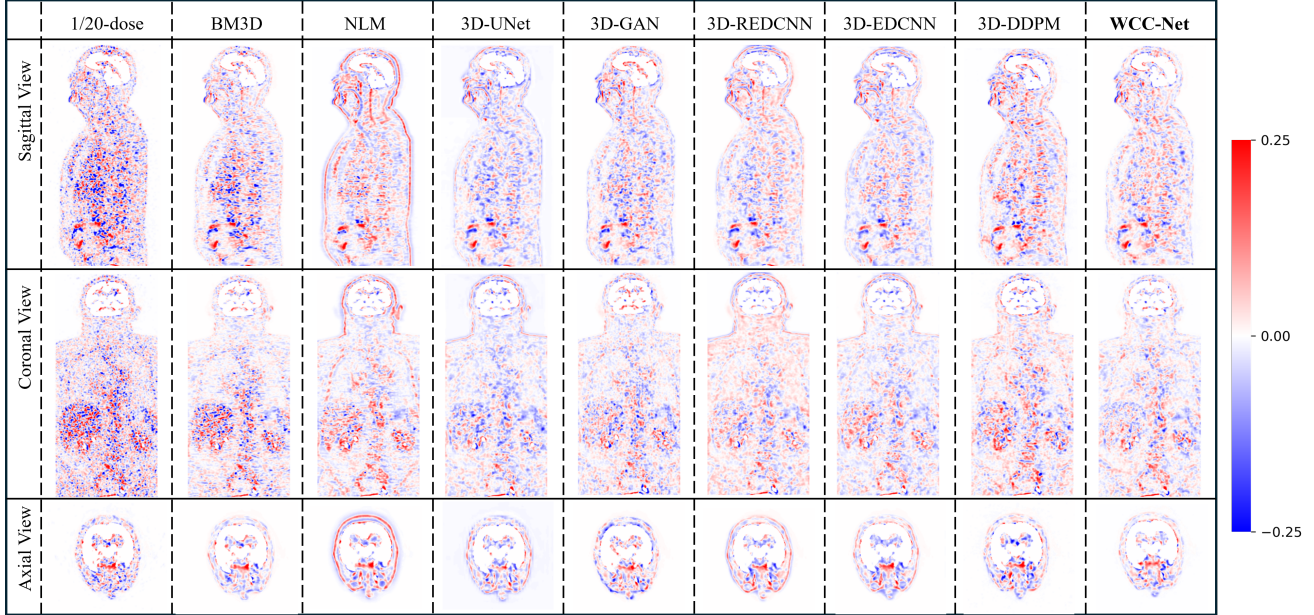 1/20-dose BM3D NLM 3D-UNet 3D-GAN 3D-REDCNN 3D-EDCNN 3D-DDPM WCC-Net
Sagittal View
Coronal View
Axial View
0.25
0.00
−0.25